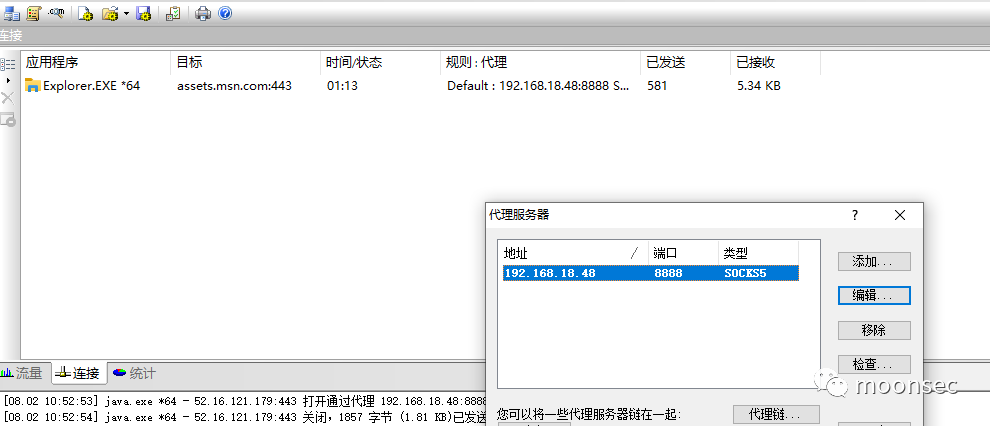 连接
应用程序 目标 时间/状态 规则 : 代理 已发送 已接收
Explorer.EXE *64 assets.msn.com:443 01:13 Default : 192.168.18.48:8888 S... 581 5.34 KB
代理服务器 ?
地址 / 端口 类型
192.168.18.48 8888 SOCKS5
添加...
编辑...
移除
检查...
moonsec
您可以将一些代理服务器链在一起: 代理链...
流量 连接 统计
[08.02 10:52:53] java.exe *64 - 52.16.121.179:443 打开通过代理 192.168.18.48:8888
[08.02 10:52:54] java.exe *64 - 52.16.121.179:443 关闭, 1857 字节 (1.81 KB)已发送